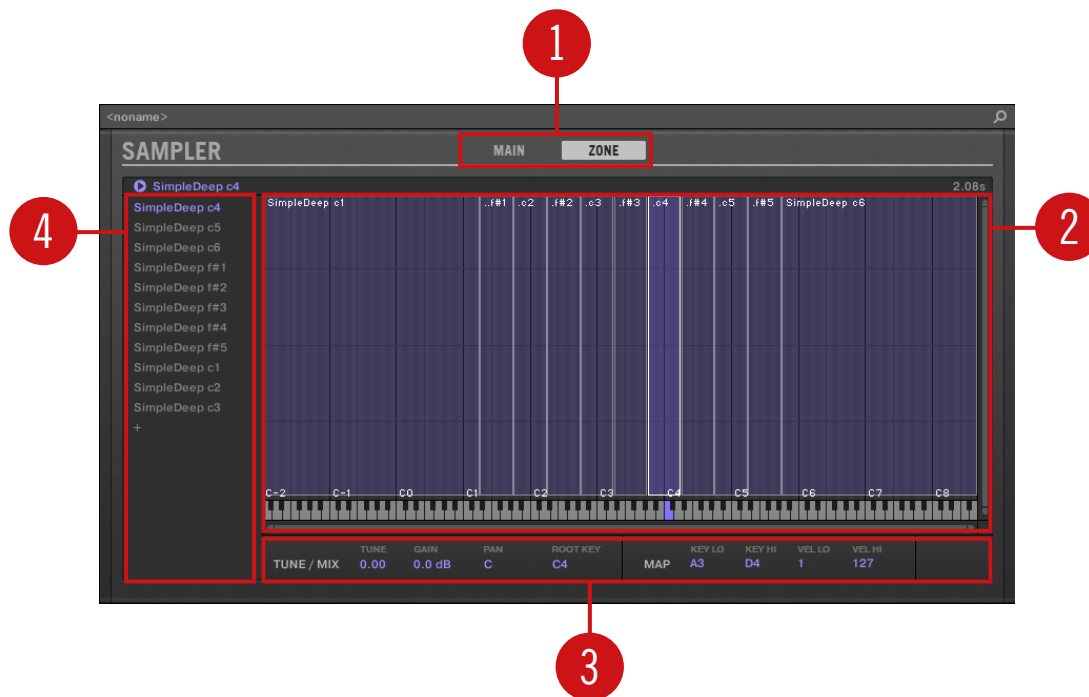 1
<noname>
SAMPLER
MAIN ZONE
SimpleDeep c4 2.08s
4
2
SimpleDeep c4
SimpleDeep c5
SimpleDeep c6
SimpleDeep f#1
SimpleDeep f#2
SimpleDeep f#3
SimpleDeep f#4
SimpleDeep f#5
SimpleDeep c1
SimpleDeep c2
SimpleDeep c3
+
SimpleDeep c1 ..f#1 .c2 .f#2 .c3 .f#3 .c4 .f#4 .c5 .f#5 SimpleDeep c6
C-2 C-1 C0 C1 C2 C3 C4 C5 C6 C7 C8
TUNE GAIN PAN ROOT KEY KEY LO KEY HI VEL LO VEL HI
TUNE / MIX 0.00 0.0 dB C C4 MAP A3 D4 1 127
3